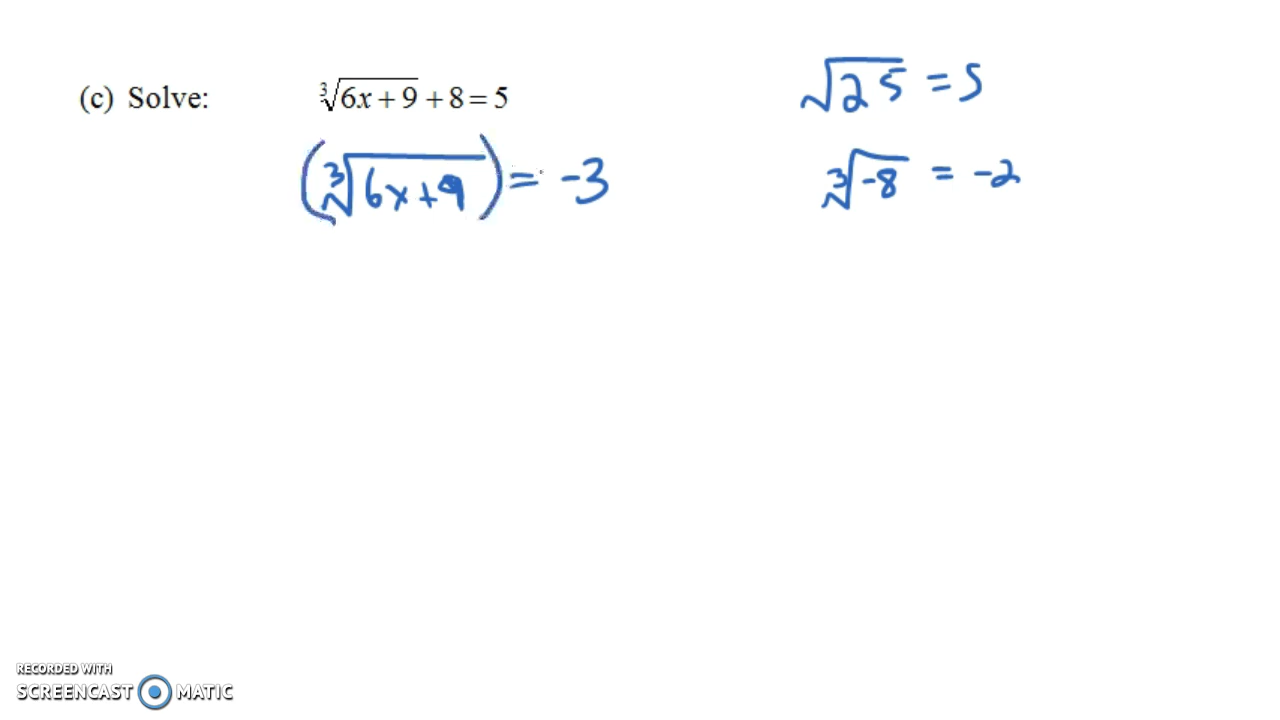 (c) Solve: ∛(6x + 9) + 8 = 5
(∛(6x+9)) = -3
√25 = 5
∛-8 = -2
RECORDED WITH
SCREENCAST MATIC